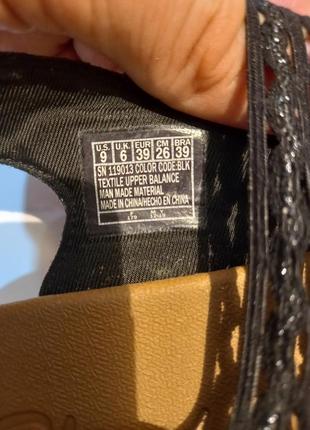 U.S. U.K. EUR CM BRA
9 6 39 26 39
SN 119013 COLOR CODE:BLK
TEXTILE UPPER BALANCE
MAN MADE MATERIAL
MADE IN CHINA/HECHO EN CHINA